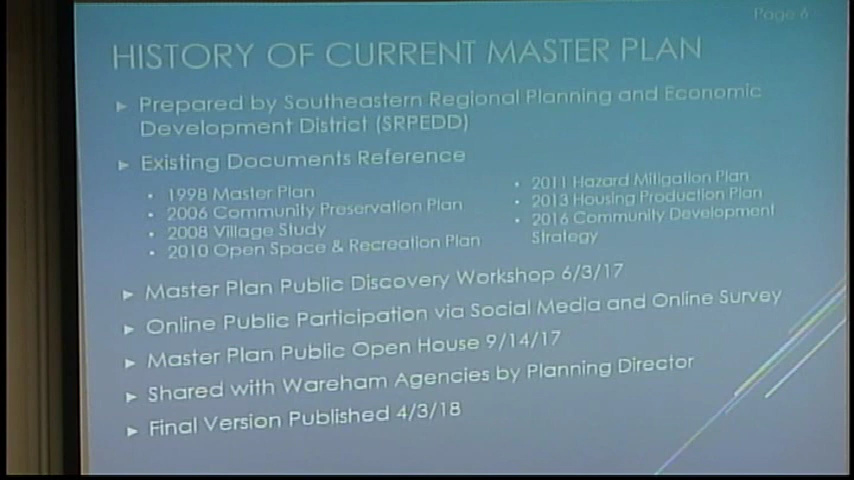 Page 6
HISTORY OF CURRENT MASTER PLAN
► Prepared by Southeastern Regional Planning and Economic
Development District (SRPEDD)
► Existing Documents Reference
• 1998 Master Plan
• 2006 Community Preservation Plan
• 2008 Village Study
• 2010 Open Space & Recreation Plan
• 2011 Hazard Mitigation Plan
• 2013 Housing Production Plan
• 2016 Community Development
Strategy
► Master Plan Public Discovery Workshop 6/3/17
► Online Public Participation via Social Media and Online Survey
► Master Plan Public Open House 9/14/17
► Shared with Wareham Agencies by Planning Director
► Final Version Published 4/3/18